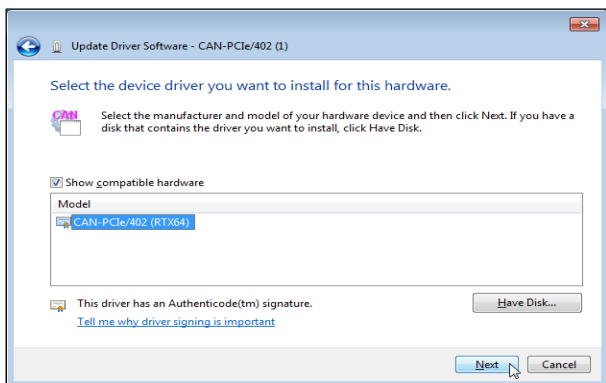 Update Driver Software - CAN-PCIe/402 (1)
Select the device driver you want to install for this hardware.
CAN
Select the manufacturer and model of your hardware device and then click Next. If you have a
disk that contains the driver you want to install, click Have Disk.
Show compatible hardware
Model
CAN-PCIe/402 (RTX64)
This driver has an Authenticode(tm) signature.
Have Disk...
Tell me why driver signing is important
Next
Cancel